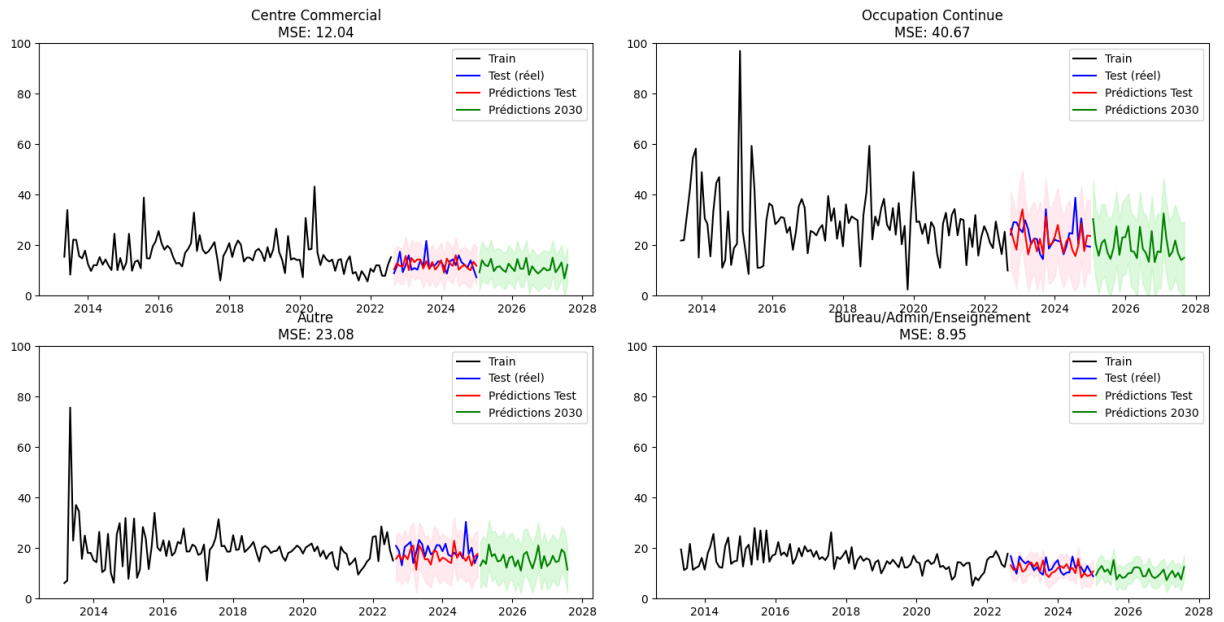 Centre Commercial
MSE: 12.04
100
80
60
40
20
0
Train
Test (réel)
Prédictions Test
Prédictions 2030
2014 2016 2018 2020 2022 2024 2026 2028
Occupation Continue
MSE: 40.67
100
80
60
40
20
0
Train
Test (réel)
Prédictions Test
Prédictions 2030
2014 2016 2018 2020 2022 2024 2026 2028
Autre
MSE: 23.08
100
80
60
40
20
0
Train
Test (réel)
Prédictions Test
Prédictions 2030
2014 2016 2018 2020 2022 2024 2026 2028
Bureau/Admin/Enseignement
MSE: 8.95
100
80
60
40
20
0
Train
Test (réel)
Prédictions Test
Prédictions 2030
2014 2016 2018 2020 2022 2024 2026 2028